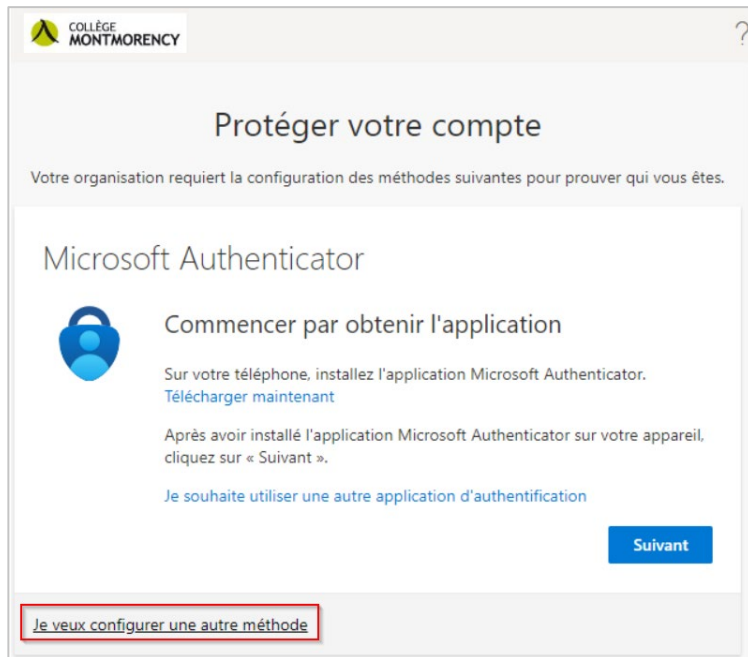 COLLÈGE
MONTMORENCY
?
Protéger votre compte
Votre organisation requiert la configuration des méthodes suivantes pour prouver qui vous êtes.
Microsoft Authenticator
Commencer par obtenir l'application
Sur votre téléphone, installez l'application Microsoft Authenticator.
Télécharger maintenant
Après avoir installé l'application Microsoft Authenticator sur votre appareil,
cliquez sur « Suivant ».
Je souhaite utiliser une autre application d'authentification
Suivant
Je veux configurer une autre méthode